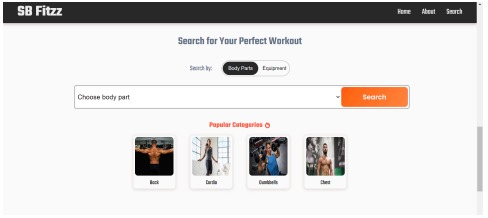 SB Fitzz
Home About Search
Search for Your Perfect Workout
Search by: Body Parts Equipment
Choose body part
Search
Popular Categories
Back Cardio Dumbbells Chest